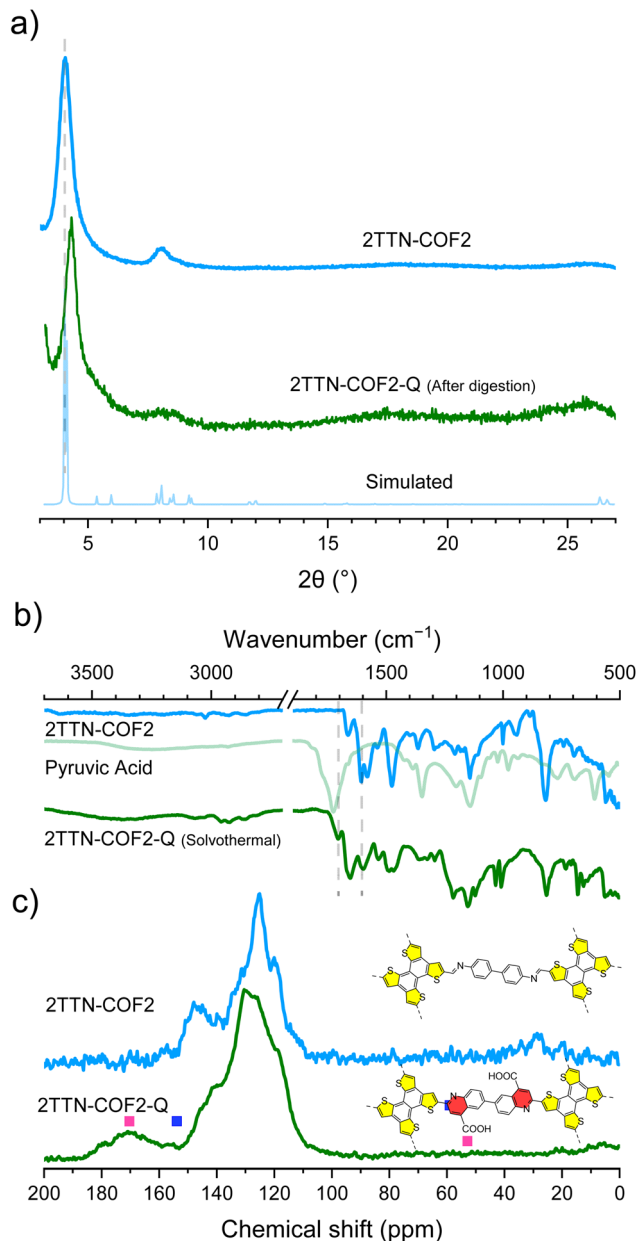 a)
2TTN-COF2
2TTN-COF2-Q (After digestion)
Simulated
5 10 15 20 25
2θ (°)
b)
Wavenumber (cm⁻¹)
3500 3000 1500 1000 500
2TTN-COF2
Pyruvic Acid
2TTN-COF2-Q (Solvothermal)
c)
S S S N N S S S
2TTN-COF2
HOOC
2TTN-COF2-Q
S S S N N S S S
COOH
200 180 160 140 120 100 80 60 40 20 0
Chemical shift (ppm)